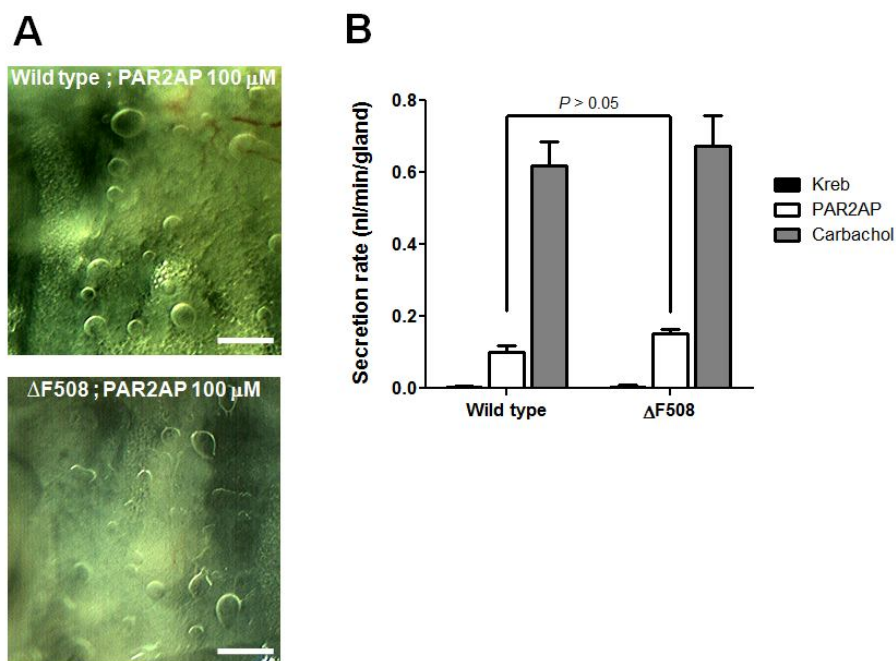 A
Wild type ; PAR2AP 100 μM
ΔF508 ; PAR2AP 100 μM
B
P > 0.05
Secretion rate (nl/min/gland)
0.8
0.6
0.4
0.2
0.0
Wild type
ΔF508
Kreb
PAR2AP
Carbachol